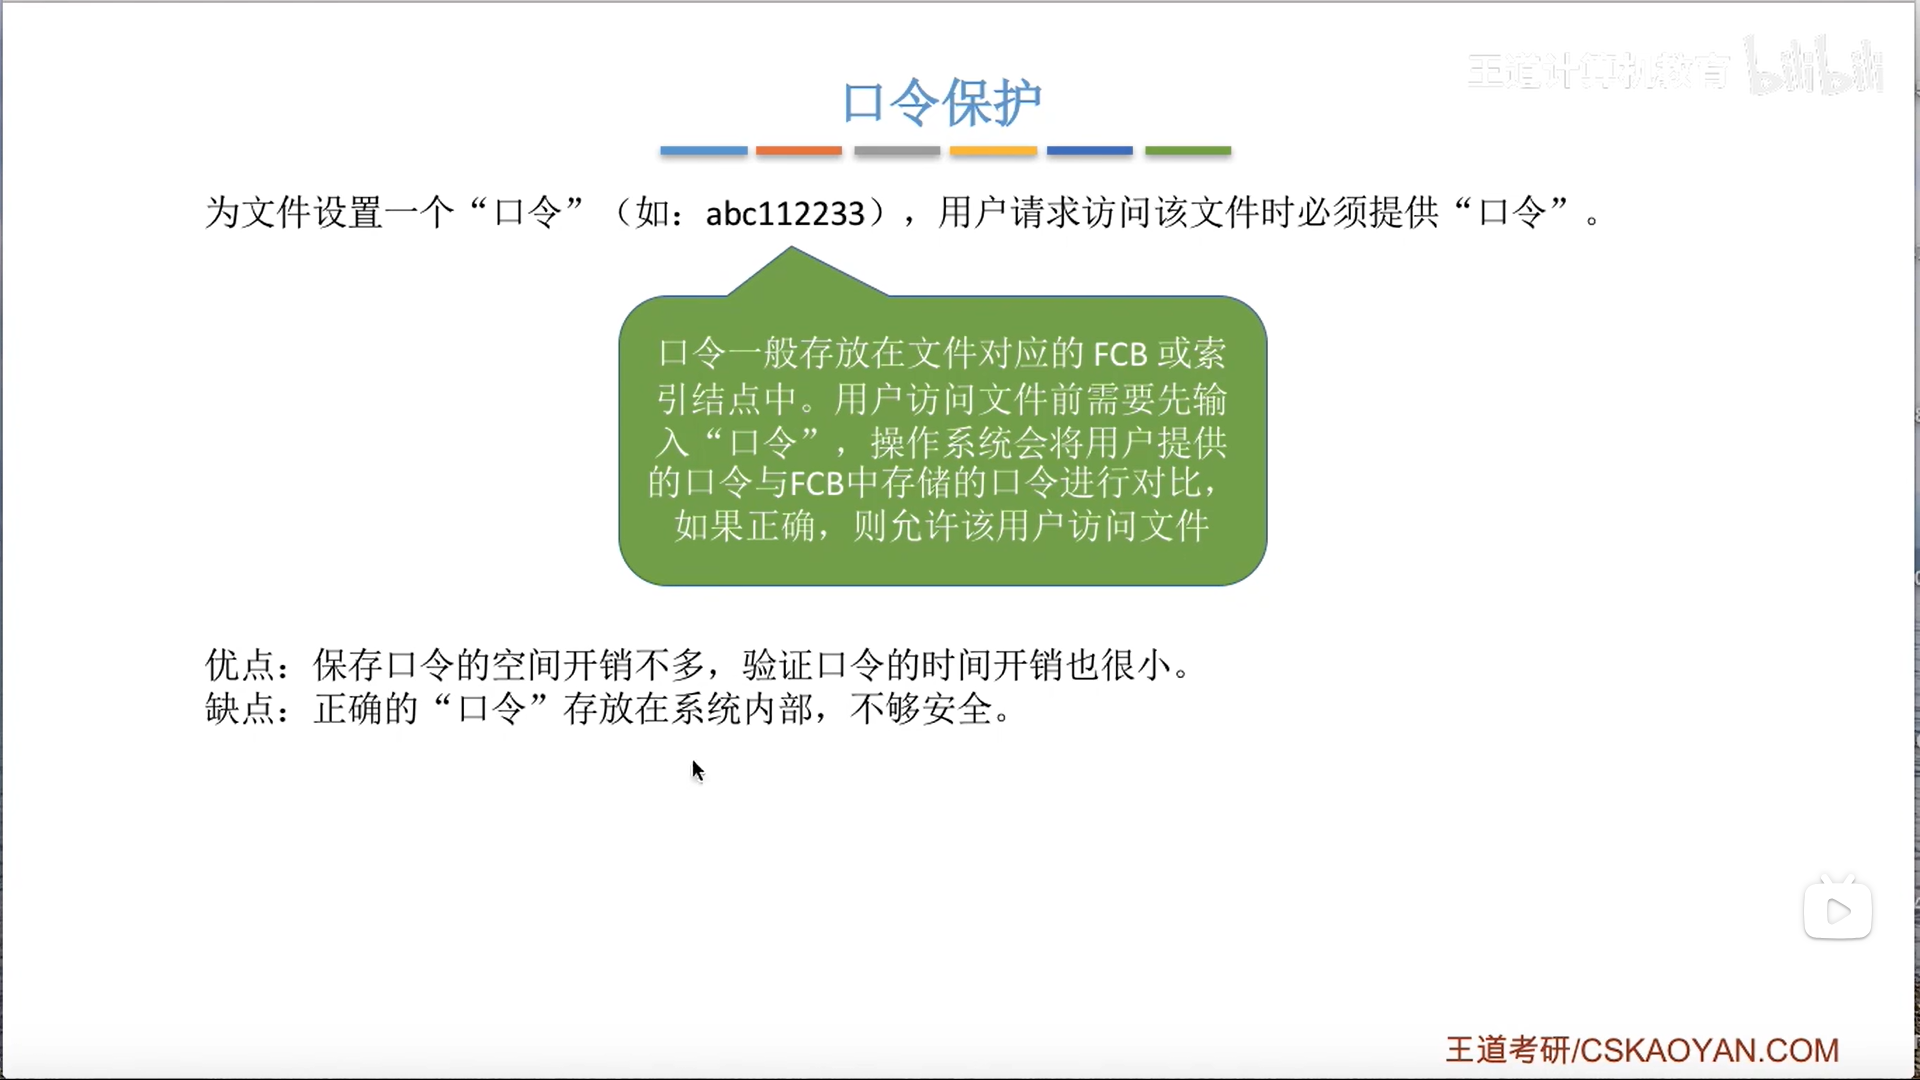 王道计算机教育 bilibili
口令保护
为文件设置一个“口令”（如：abc112233），用户请求访问该文件时必须提供“口令”。
口令一般存放在文件对应的 FCB 或索
引结点中。用户访问文件前需要先输
入“口令”，操作系统会将用户提供
的口令与FCB中存储的口令进行对比，
如果正确，则允许该用户访问文件
优点：保存口令的空间开销不多，验证口令的时间开销也很小。
缺点：正确的“口令”存放在系统内部，不够安全。
王道考研/CSKAOYAN.COM